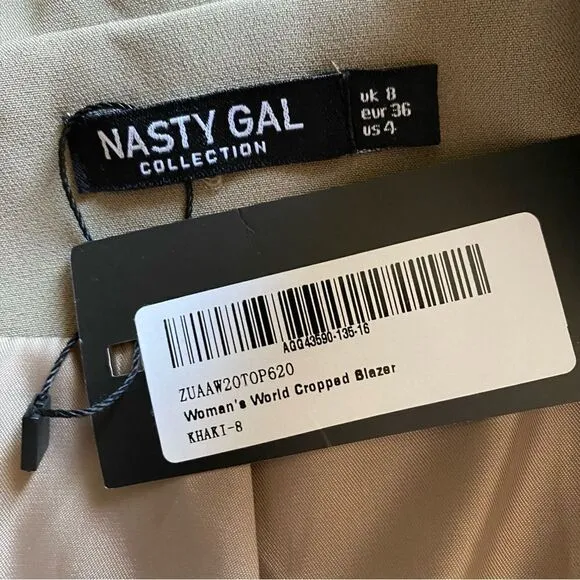 NASTY GAL
COLLECTION
uk 8
eur 36
us 4
AGG43590-135-16
ZUAAW20TOP620
Woman's World Cropped Blazer
KHAKI-8